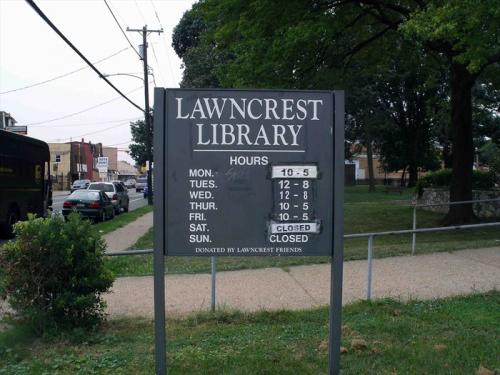 LAWNCREST
LIBRARY
HOURS
MON. 10 - 5
TUES. 12 - 8
WED. 12 - 8
THUR. 10 - 5
FRI. 10 - 5
SAT. CLOSED
SUN. CLOSED
DONATED BY LAWNCREST FRIENDS